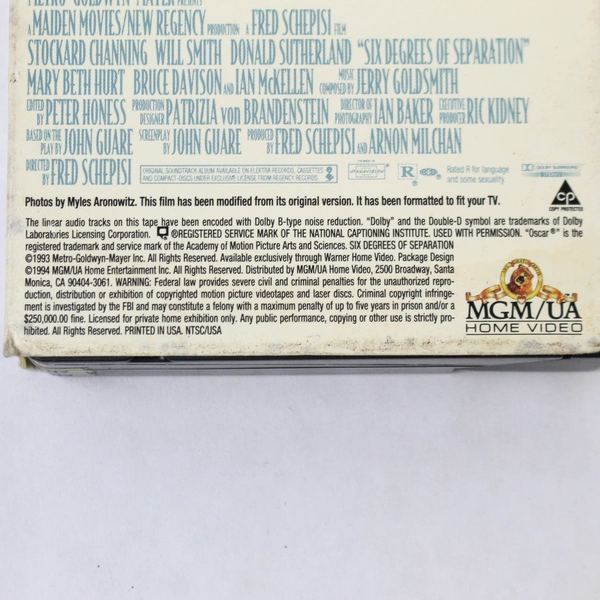 METRO-GOLDWYN-MAYER PRESENTS
A MAIDEN MOVIES/NEW REGENCY PRODUCTION A FRED SCHEPISI FILM
STOCKARD CHANNING WILL SMITH DONALD SUTHERLAND "SIX DEGREES OF SEPARATION"
MARY BETH HURT BRUCE DAVISON AND IAN McKELLEN MUSIC COMPOSED BY JERRY GOLDSMITH
EDITED BY PETER HONESS PRODUCTION DESIGNER PATRIZIA von BRANDENSTEIN DIRECTOR OF PHOTOGRAPHY IAN BAKER EXECUTIVE PRODUCER RIC KIDNEY
BASED ON THE PLAY BY JOHN GUARE SCREENPLAY BY JOHN GUARE PRODUCED BY FRED SCHEPISI AND ARNON MILCHAN
DIRECTED BY FRED SCHEPISI
ORIGINAL SOUNDTRACK ALBUM AVAILABLE ON ELEKTRA RECORDS, CASSETTES
AND COMPACT-DISCS UNDER EXCLUSIVE LICENSE FROM REGENCY RECORDS
R
Rated R for language
and some sexuality.
DOLBY SURROUND
CP
COPY PROTECTED
Photos by Myles Aronowitz. This film has been modified from its original version. It has been formatted to fit your TV.
The linear audio tracks on this tape have been encoded with Dolby B-type noise reduction. "Dolby" and the Double-D symbol are trademarks of Dolby
Laboratories Licensing Corporation. ®REGISTERED SERVICE MARK OF THE NATIONAL CAPTIONING INSTITUTE. USED WITH PERMISSION. "Oscar®" is the
registered trademark and service mark of the Academy of Motion Picture Arts and Sciences. SIX DEGREES OF SEPARATION
©1993 Metro-Goldwyn-Mayer Inc. All Rights Reserved. Available exclusively through Warner Home Video. Package Design
©1994 MGM/UA Home Entertainment Inc. All Rights Reserved. Distributed by MGM/UA Home Video, 2500 Broadway, Santa
Monica, CA 90404-3061. WARNING: Federal law provides severe civil and criminal penalties for the unauthorized repro-
duction, distribution or exhibition of copyrighted motion picture videotapes and laser discs. Criminal copyright infringe-
ment is investigated by the FBI and may constitute a felony with a maximum penalty of up to five years in prison and/or a
$250,000.00 fine. Licensed for private home exhibition only. Any public performance, copying or other use is strictly pro-
hibited. All Rights Reserved. PRINTED IN USA. NTSC/USA
MGM/UA
HOME VIDEO